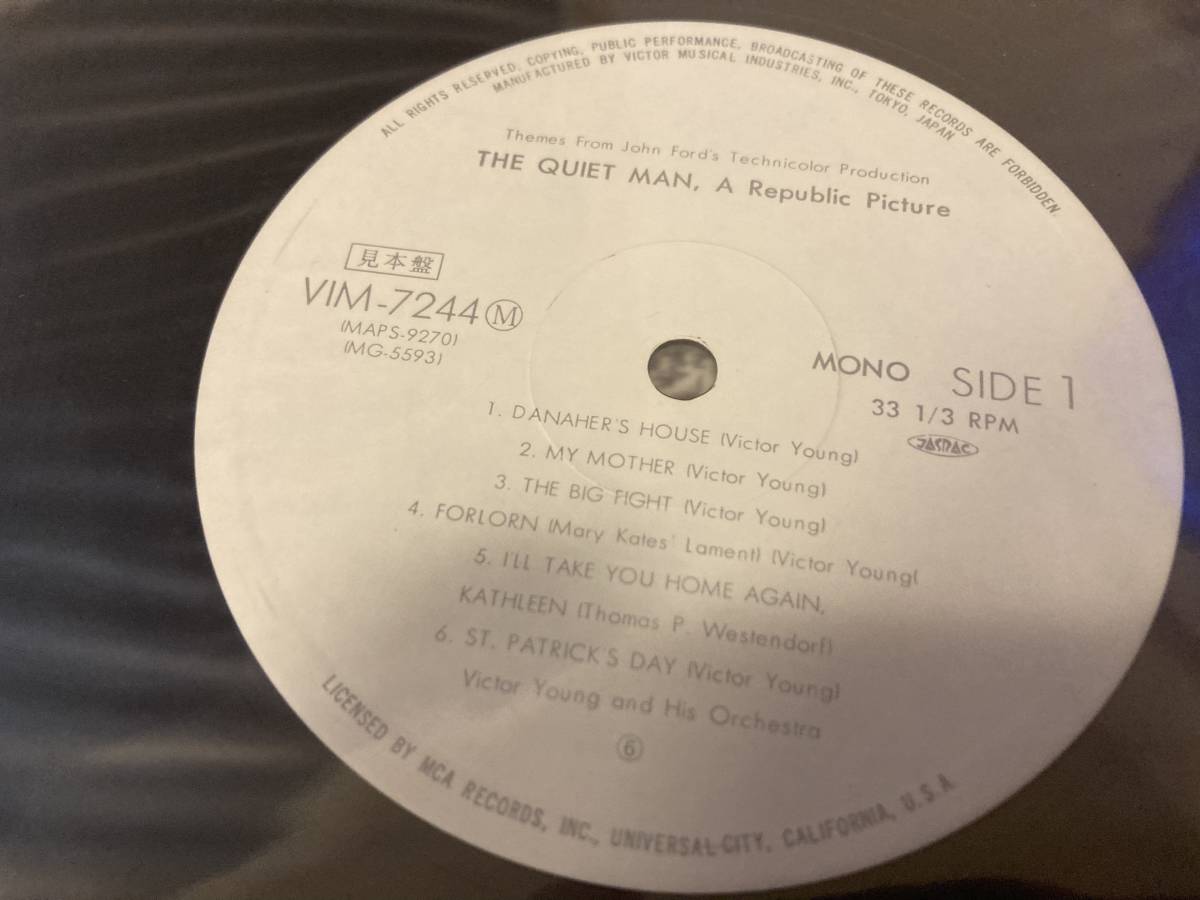 ALL RIGHTS RESERVED, COPYING, PUBLIC PERFORMANCE, BROADCASTING OF THESE RECORDS ARE FORBIDDEN.
MANUFACTURED BY VICTOR MUSICAL INDUSTRIES, INC., TOKYO, JAPAN
Themes From John Ford's Technicolor Production
THE QUIET MAN, A Republic Picture
見本盤
VIM-7244 Ⓜ
(MAPS-9270)
(MG-5593)
MONO SIDE 1
33 1/3 RPM
JASRAC
1. DANAHER'S HOUSE (Victor Young)
2. MY MOTHER (Victor Young)
3. THE BIG FIGHT (Victor Young)
4. FORLORN (Mary Kates' Lament) (Victor Young(
5. I'LL TAKE YOU HOME AGAIN,
KATHLEEN (Thomas P. Westendorf)
6. ST. PATRICK'S DAY (Victor Young)
Victor Young and His Orchestra
⑥
LICENSED BY MCA RECORDS, INC., UNIVERSAL CITY, CALIFORNIA, U.S.A.